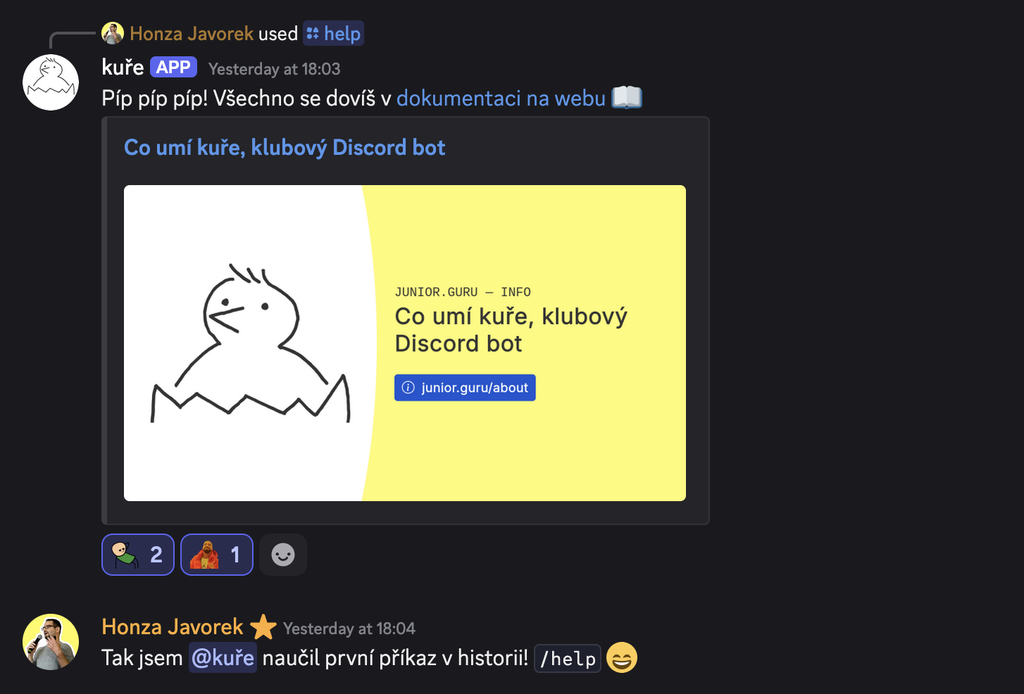 Honza Javorek used help
kuře APP Yesterday at 18:03
Píp píp píp! Všechno se dovíš v dokumentaci na webu 📖
Co umí kuře, klubový Discord bot
JUNIOR.GURU — INFO
Co umí kuře, klubový
Discord bot
junior.guru/about
2 1
Honza Javorek Yesterday at 18:04
Tak jsem @kuře naučil první příkaz v historii! /help 😄